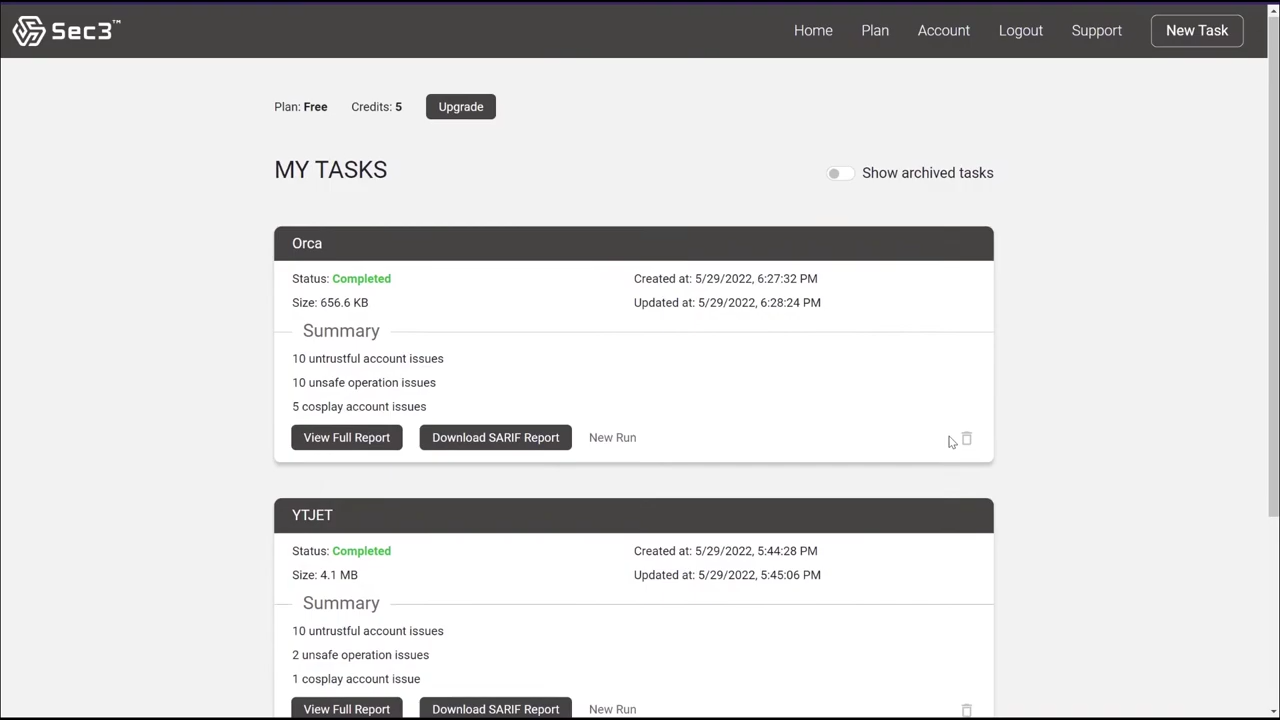 Sec3™ Home Plan Account Logout Support New Task
Plan: Free Credits: 5 Upgrade
MY TASKS Show archived tasks
Orca
Status: Completed Created at: 5/29/2022, 6:27:32 PM
Size: 656.6 KB Updated at: 5/29/2022, 6:28:24 PM
Summary
10 untrustful account issues
10 unsafe operation issues
5 cosplay account issues
View Full Report Download SARIF Report New Run
YTJET
Status: Completed Created at: 5/29/2022, 5:44:28 PM
Size: 4.1 MB Updated at: 5/29/2022, 5:45:06 PM
Summary
10 untrustful account issues
2 unsafe operation issues
1 cosplay account issue
View Full Report Download SARIF Report New Run